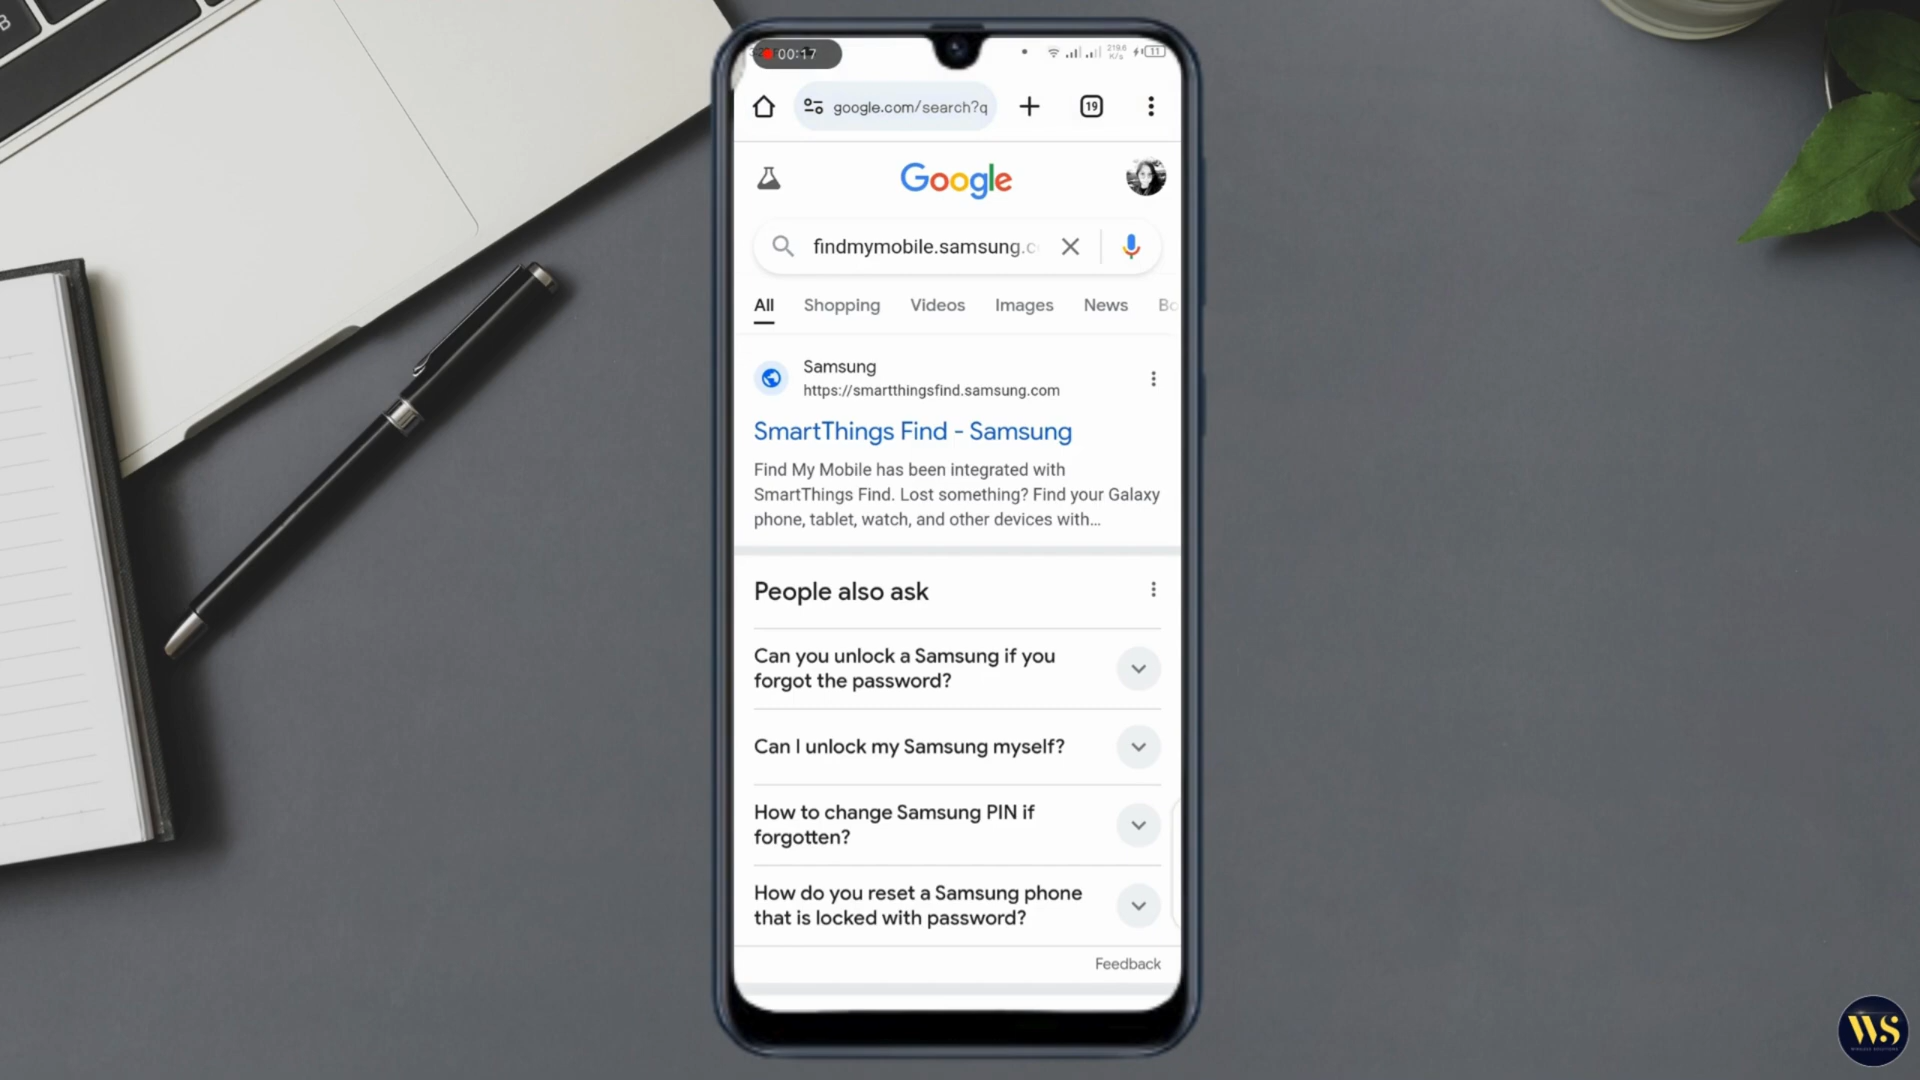 00:17
219.6
K/s
11
google.com/search?q
19
Google
findmymobile.samsung.c
All
Shopping
Videos
Images
News
Bo
Samsung
https://smartthingsfind.samsung.com
SmartThings Find - Samsung
Find My Mobile has been integrated with
SmartThings Find. Lost something? Find your Galaxy
phone, tablet, watch, and other devices with...
People also ask
Can you unlock a Samsung if you
forgot the password?
Can I unlock my Samsung myself?
How to change Samsung PIN if
forgotten?
How do you reset a Samsung phone
that is locked with password?
Feedback
WS
B